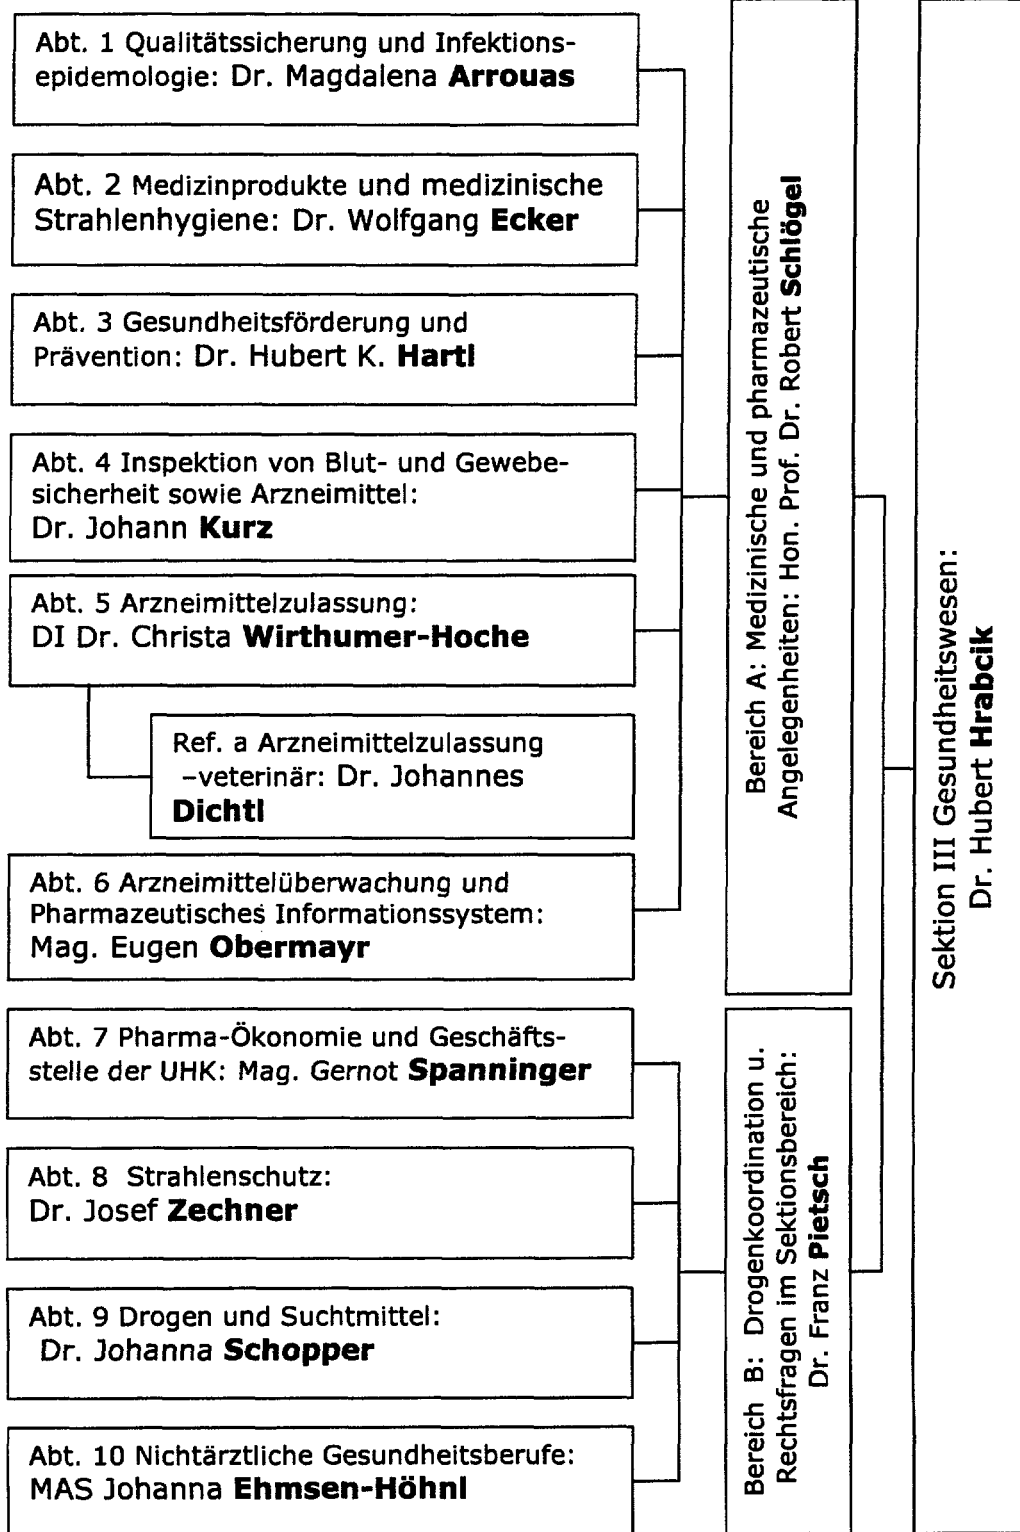 Abt. 1 Qualitätssicherung und Infektions-
epidemologie: Dr. Magdalena Arrouas
Abt. 2 Medizinprodukte und medizinische
Strahlenhygiene: Dr. Wolfgang Ecker
Abt. 3 Gesundheitsförderung und
Prävention: Dr. Hubert K. Hartl
Abt. 4 Inspektion von Blut- und Gewebe-
sicherheit sowie Arzneimittel:
Dr. Johann Kurz
Abt. 5 Arzneimittelzulassung:
DI Dr. Christa Wirthumer-Hoche
Ref. a Arzneimittelzulassung
–veterinär: Dr. Johannes
Dichtl
Abt. 6 Arzneimittelüberwachung und
Pharmazeutisches Informationssystem:
Mag. Eugen Obermayr
Abt. 7 Pharma-Ökonomie und Geschäfts-
stelle der UHK: Mag. Gernot Spanninger
Abt. 8 Strahlenschutz:
Dr. Josef Zechner
Abt. 9 Drogen und Suchtmittel:
Dr. Johanna Schopper
Abt. 10 Nichtärztliche Gesundheitsberufe:
MAS Johanna Ehmsen-Höhnl
Bereich A: Medizinische und pharmazeutische
Angelegenheiten: Hon. Prof. Dr. Robert Schlögel
Bereich B: Drogenkoordination u.
Rechtsfragen im Sektionsbereich:
Dr. Franz Pietsch
Sektion III Gesundheitswesen:
Dr. Hubert Hrabcik